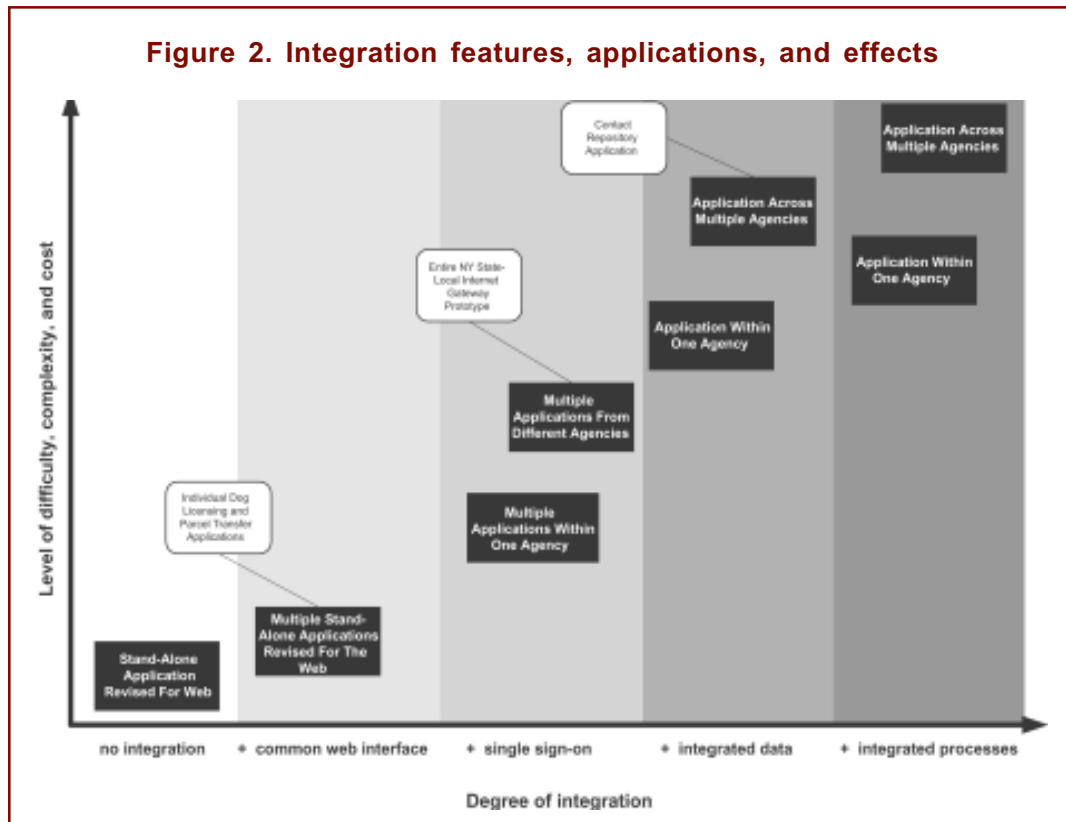 Figure 2. Integration features, applications, and effects
Contact
Repository
Application
Application Across
Multiple Agencies
Application Across
Multiple Agencies
Entire NY State-
Local Internet
Gateway
Prototype
Application Within
One Agency
Application Within
One Agency
Multiple
Applications From
Different Agencies
Individual Dog
Licensing and
Parcel Transfer
Applications
Multiple
Applications Within
One Agency
Multiple Stand-
Alone Applications
Revised For The
Web
Stand-Alone
Application
Revised For Web
Level of difficulty, complexity, and cost
no integration + common web interface + single sign-on + integrated data + integrated processes
Degree of integration